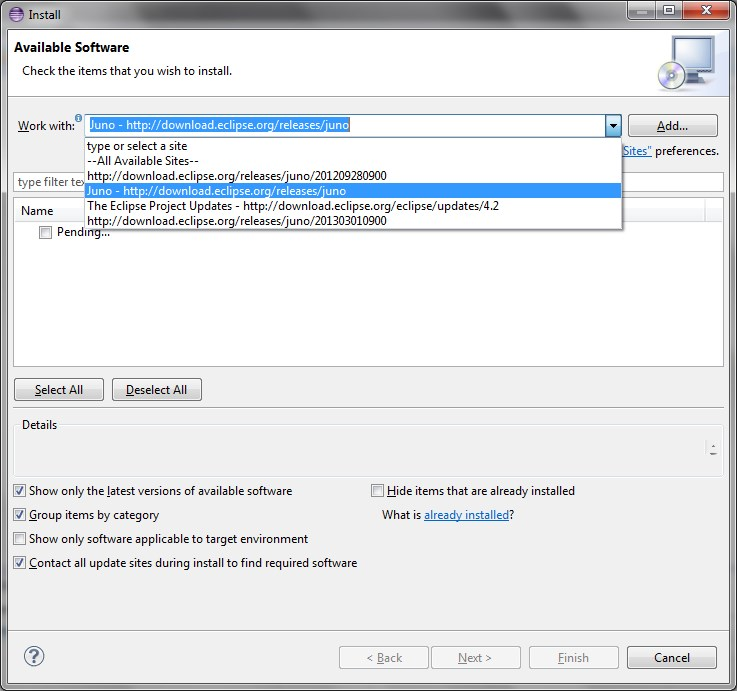 Install
Available Software
Check the items that you wish to install.
Work with: Juno - http://download.eclipse.org/releases/juno Add...
type or select a site
--All Available Sites--
Sites" preferences.
http://download.eclipse.org/releases/juno/201209280900
type filter tex
Juno - http://download.eclipse.org/releases/juno
The Eclipse Project Updates - http://download.eclipse.org/eclipse/updates/4.2
Name
http://download.eclipse.org/releases/juno/201303010900
Pending...
Select All Deselect All
Details
Show only the latest versions of available software Hide items that are already installed
Group items by category What is already installed?
Show only software applicable to target environment
Contact all update sites during install to find required software
? < Back Next > Finish Cancel